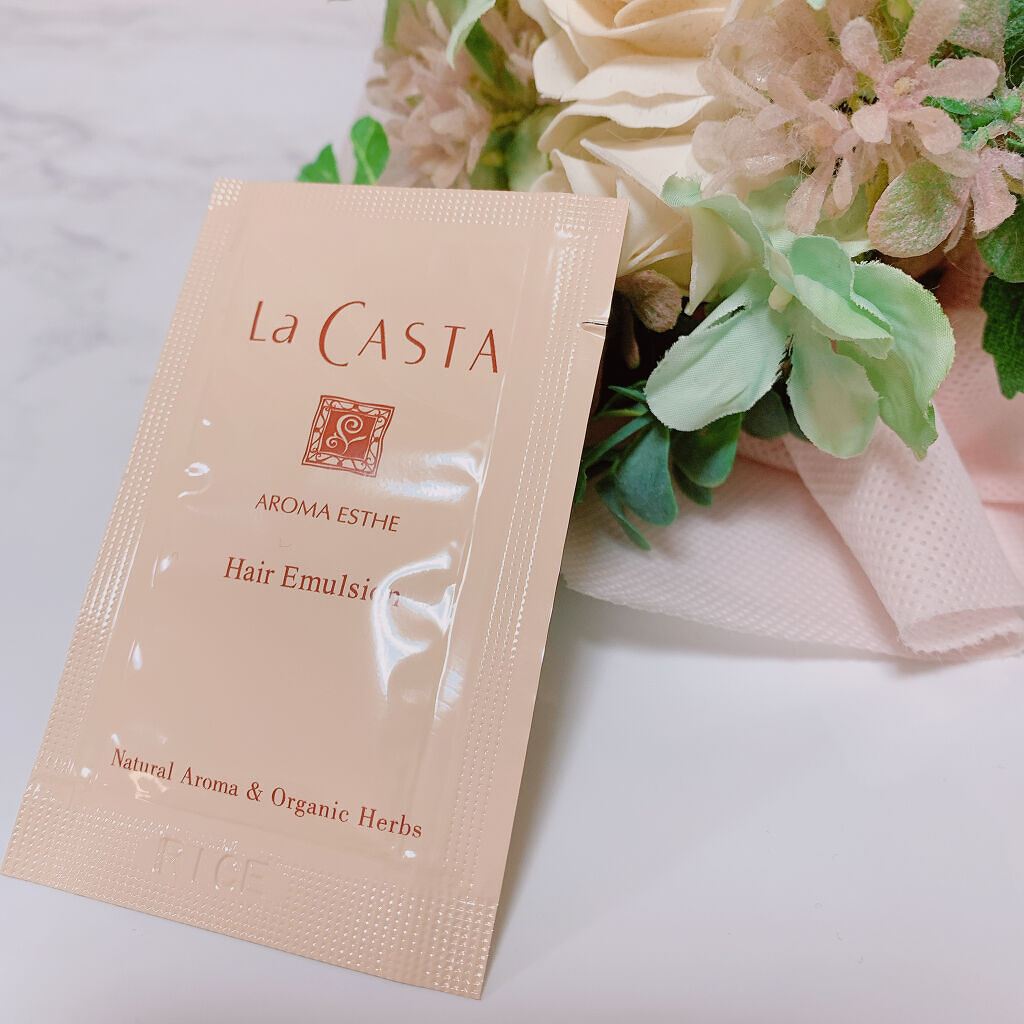 La CASTA
AROMA ESTHE
Hair Emulsion
Natural Aroma & Organic Herbs